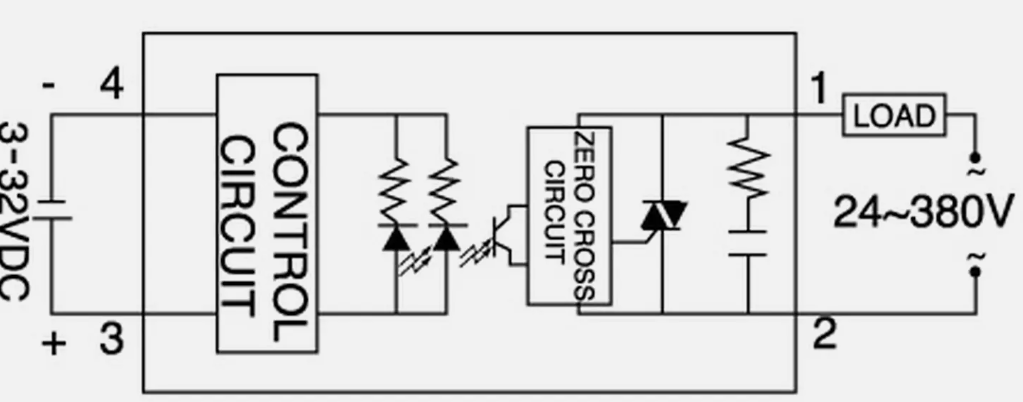 - 4
3-32VDC
+ 3
CONTROL
CIRCUIT
ZERO CROSS
CIRCUIT
1
LOAD
~
24~380V
~
2